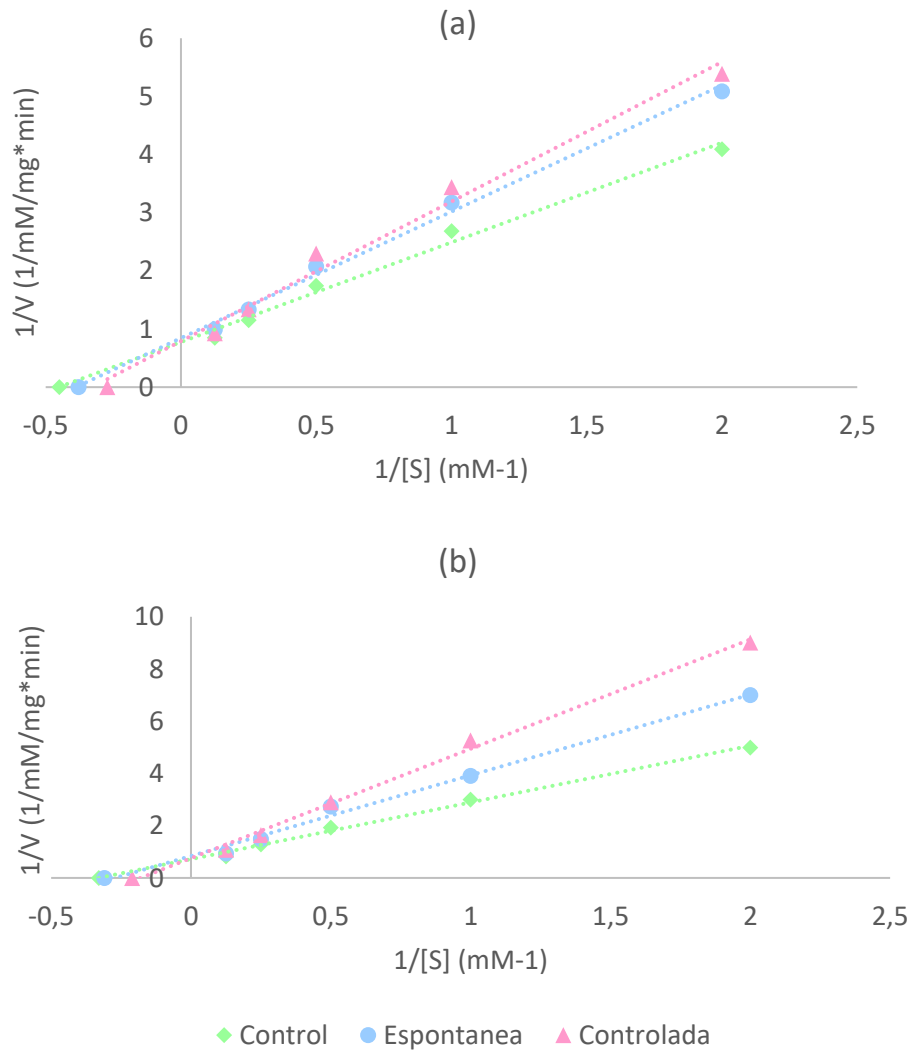 (a)
6
5
4
3
2
1
0
1/V (1/mM/mg*min)
-0,5 0 0,5 1 1,5 2 2,5
1/[S] (mM-1)
(b)
10
8
6
4
2
0
1/V (1/mM/mg*min)
-0,5 0 0,5 1 1,5 2 2,5
1/[S] (mM-1)
Control Espontanea Controlada